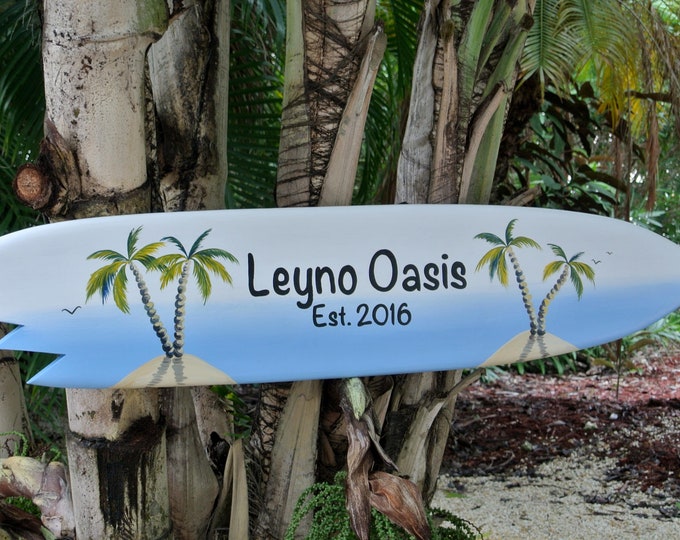 Leyno Oasis
Est. 2016